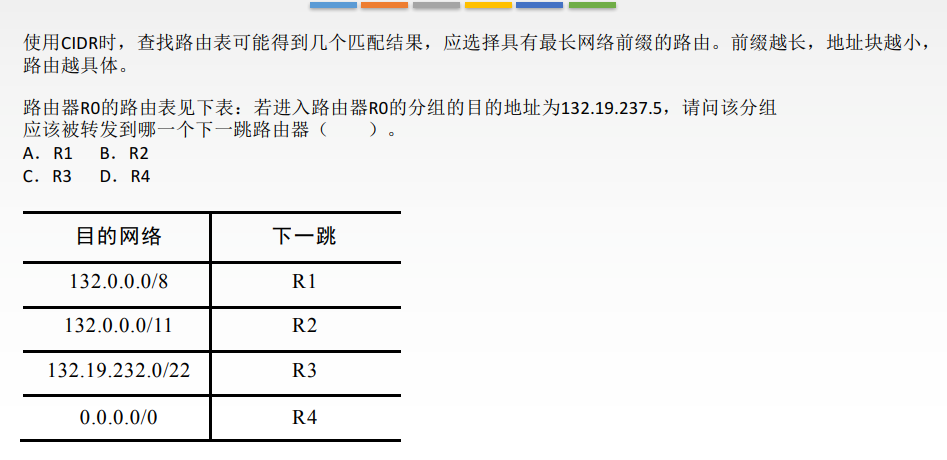 使用CIDR时，查找路由表可能得到几个匹配结果，应选择具有最长网络前缀的路由。前缀越长，地址块越小，
路由越具体。
路由器R0的路由表见下表：若进入路由器R0的分组的目的地址为132.19.237.5，请问该分组
应该被转发到哪一个下一跳路由器（　　）。
A. R1 B. R2
C. R3 D. R4
目的网络 下一跳
132.0.0.0/8 R1
132.0.0.0/11 R2
132.19.232.0/22 R3
0.0.0.0/0 R4